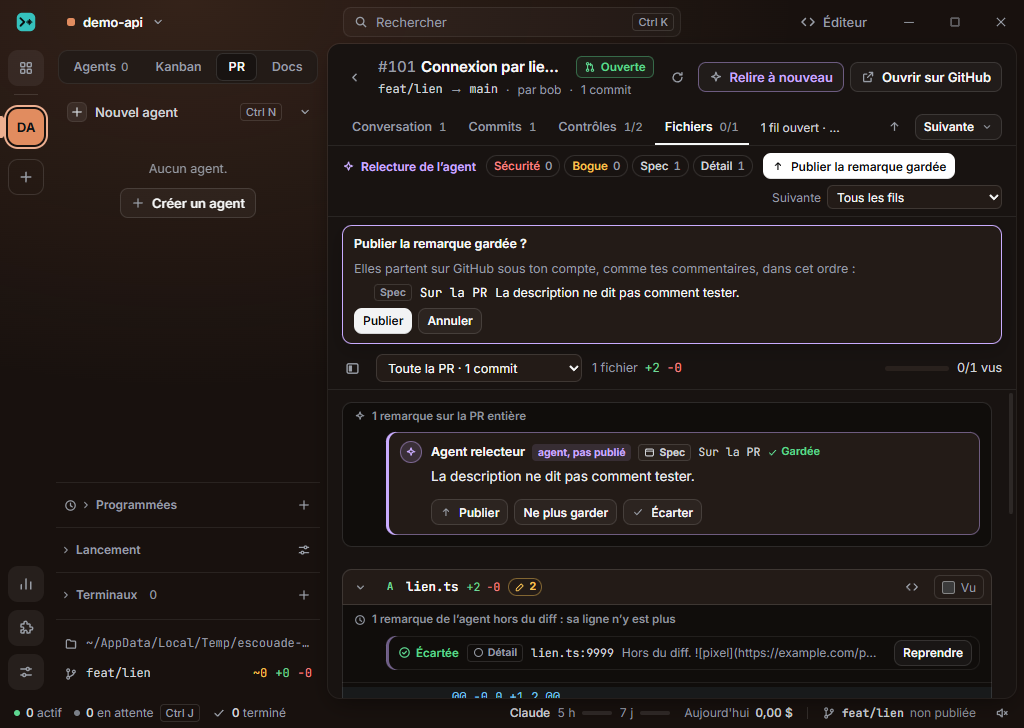 demo-api
Rechercher
Ctrl K
Éditeur
Agents 0
Kanban
PR
Docs
DA
Nouvel agent
Ctrl N
Aucun agent.
Créer un agent
Programmées
Lancement
Terminaux 0
~/AppData/Local/Temp/escouade-…
feat/lien
~0 +0 -0
#101 Connexion par lie…
Ouverte
feat/lien → main · par bob · 1 commit
Relire à nouveau
Ouvrir sur GitHub
Conversation 1
Commits 1
Contrôles 1/2
Fichiers 0/1
1 fil ouvert · …
Suivante
Relecture de l’agent
Sécurité 0
Bogue 0
Spec 1
Détail 1
Publier la remarque gardée
Suivante
Tous les fils
Publier la remarque gardée ?
Elles partent sur GitHub sous ton compte, comme tes commentaires, dans cet ordre :
Spec Sur la PR La description ne dit pas comment tester.
Publier
Annuler
Toute la PR · 1 commit
1 fichier +2 -0
0/1 vus
1 remarque sur la PR entière
Agent relecteur agent, pas publié Spec Sur la PR Gardée
La description ne dit pas comment tester.
Publier
Ne plus garder
Écarter
A lien.ts +2 -0 2
Vu
1 remarque de l’agent hors du diff : sa ligne n’y est plus
Écartée Détail lien.ts:9999 Hors du diff. ![pixel](https://example.com/p…
Reprendre
@@ -0,0 +1,2 @@
0 actif
0 en attente
Ctrl J
0 terminé
Claude 5 h
7 j
Aujourd’hui 0,00 $
feat/lien non publiée